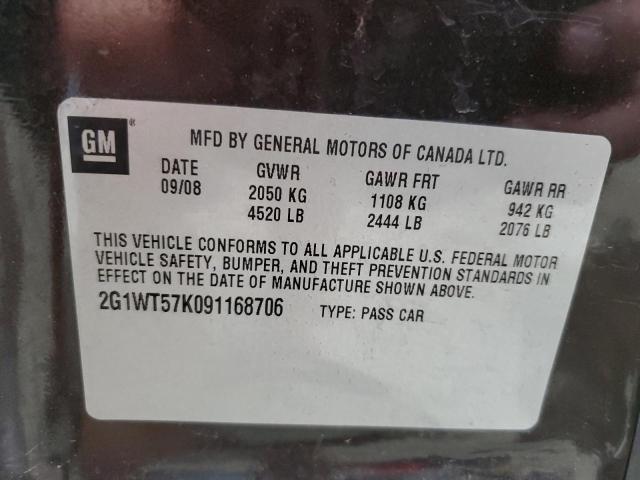 GM
MFD BY GENERAL MOTORS OF CANADA LTD.
DATE GVWR GAWR FRT GAWR RR
09/08 2050 KG 1108 KG 942 KG
4520 LB 2444 LB 2076 LB
THIS VEHICLE CONFORMS TO ALL APPLICABLE U.S. FEDERAL MOTOR
VEHICLE SAFETY, BUMPER, AND THEFT PREVENTION STANDARDS IN
EFFECT ON THE DATE OF MANUFACTURE SHOWN ABOVE.
2G1WT57K091168706 TYPE: PASS CAR